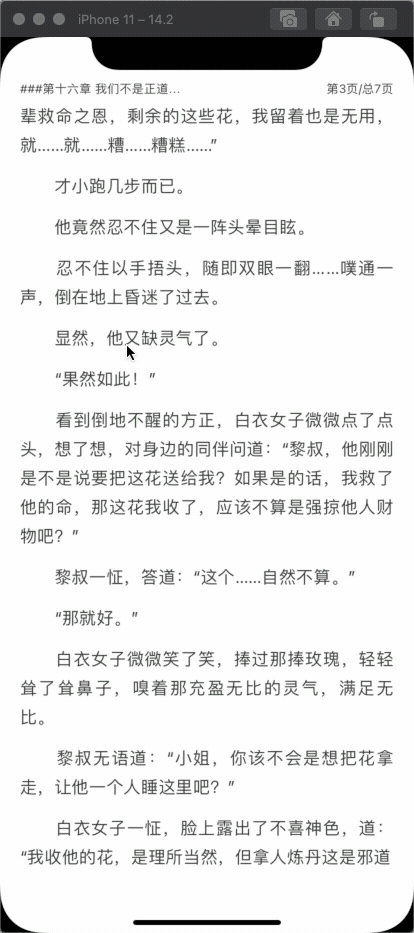 iPhone 11 – 14.2
###第十六章 我们不是正道... 第3页/总7页
辈救命之恩，剩余的这些花，我留着也是无用，
就……就……糟……糟糕……”
才小跑几步而已。
他竟然忍不住又是一阵头晕目眩。
忍不住以手捂头，随即双眼一翻……噗通一
声，倒在地上昏迷了过去。
显然，他又缺灵气了。
“果然如此！”
看到倒地不醒的方正，白衣女子微微点了点
头，想了想，对身边的同伴问道：“黎叔，他刚刚
是不是说要把这花送给我？如果是的话，我救了
他的命，那这花我收了，应该不算是强掠他人财
物吧？”
黎叔一怔，答道：“这个……自然不算。”
“那就好。”
白衣女子微微笑了笑，捧过那捧玫瑰，轻轻
耸了耸鼻子，嗅着那充盈无比的灵气，满足无
比。
黎叔无语道：“小姐，你该不会是想把花拿
走，让他一个人睡这里吧？”
白衣女子一怔，脸上露出了不喜神色，道：
“我收他的花，是理所当然，但拿人炼丹这是邪道